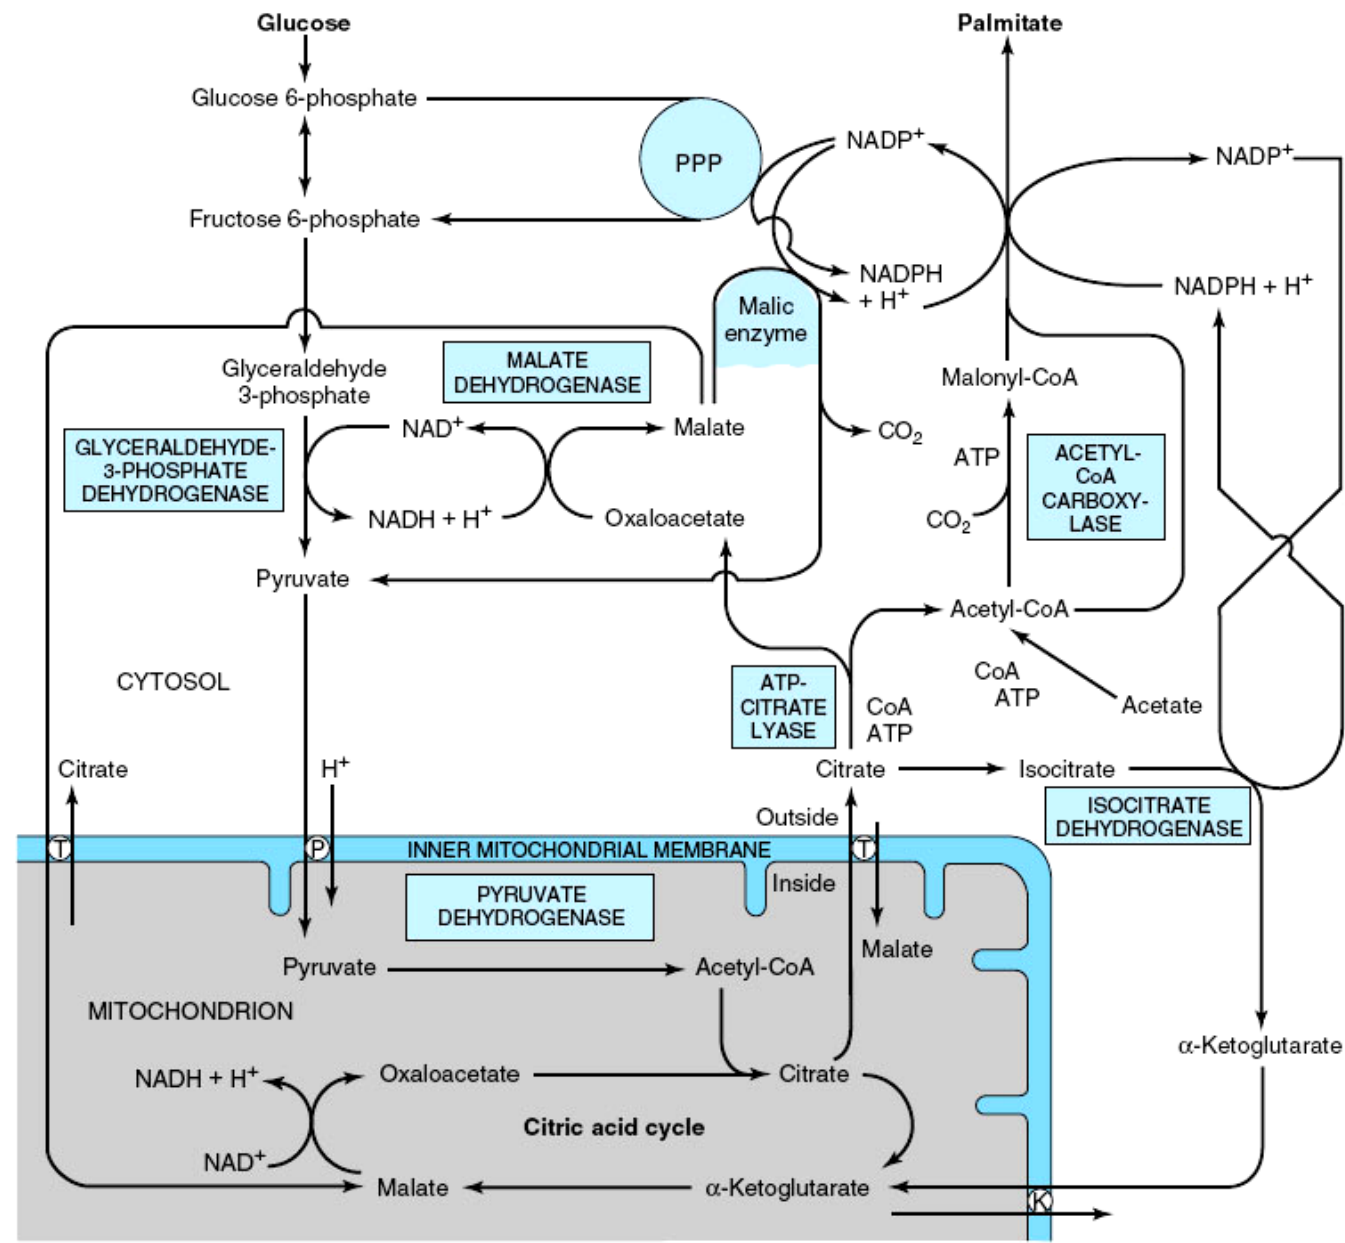 Glucose
Palmitate
Glucose 6-phosphate
PPP
NADP+
NADP+
Fructose 6-phosphate
NADPH
+ H+
NADPH + H+
Malic
enzyme
Glyceraldehyde
3-phosphate
MALATE
DEHYDROGENASE
Malonyl-CoA
NAD+
Malate
CO2
GLYCERALDEHYDE-
3-PHOSPHATE
DEHYDROGENASE
ATP
ACETYL-
CoA
CARBOXY-
LASE
NADH + H+
Oxaloacetate
CO2
Pyruvate
Acetyl-CoA
CYTOSOL
ATP-
CITRATE
LYASE
CoA
ATP
CoA
ATP
Acetate
Citrate
H+
Citrate
Isocitrate
Outside
ISOCITRATE
DEHYDROGENASE
T
P
INNER MITOCHONDRIAL MEMBRANE
T
Inside
PYRUVATE
DEHYDROGENASE
Malate
Pyruvate
Acetyl-CoA
MITOCHONDRION
α-Ketoglutarate
NADH + H+
Oxaloacetate
Citrate
Citric acid cycle
NAD+
Malate
α-Ketoglutarate
K